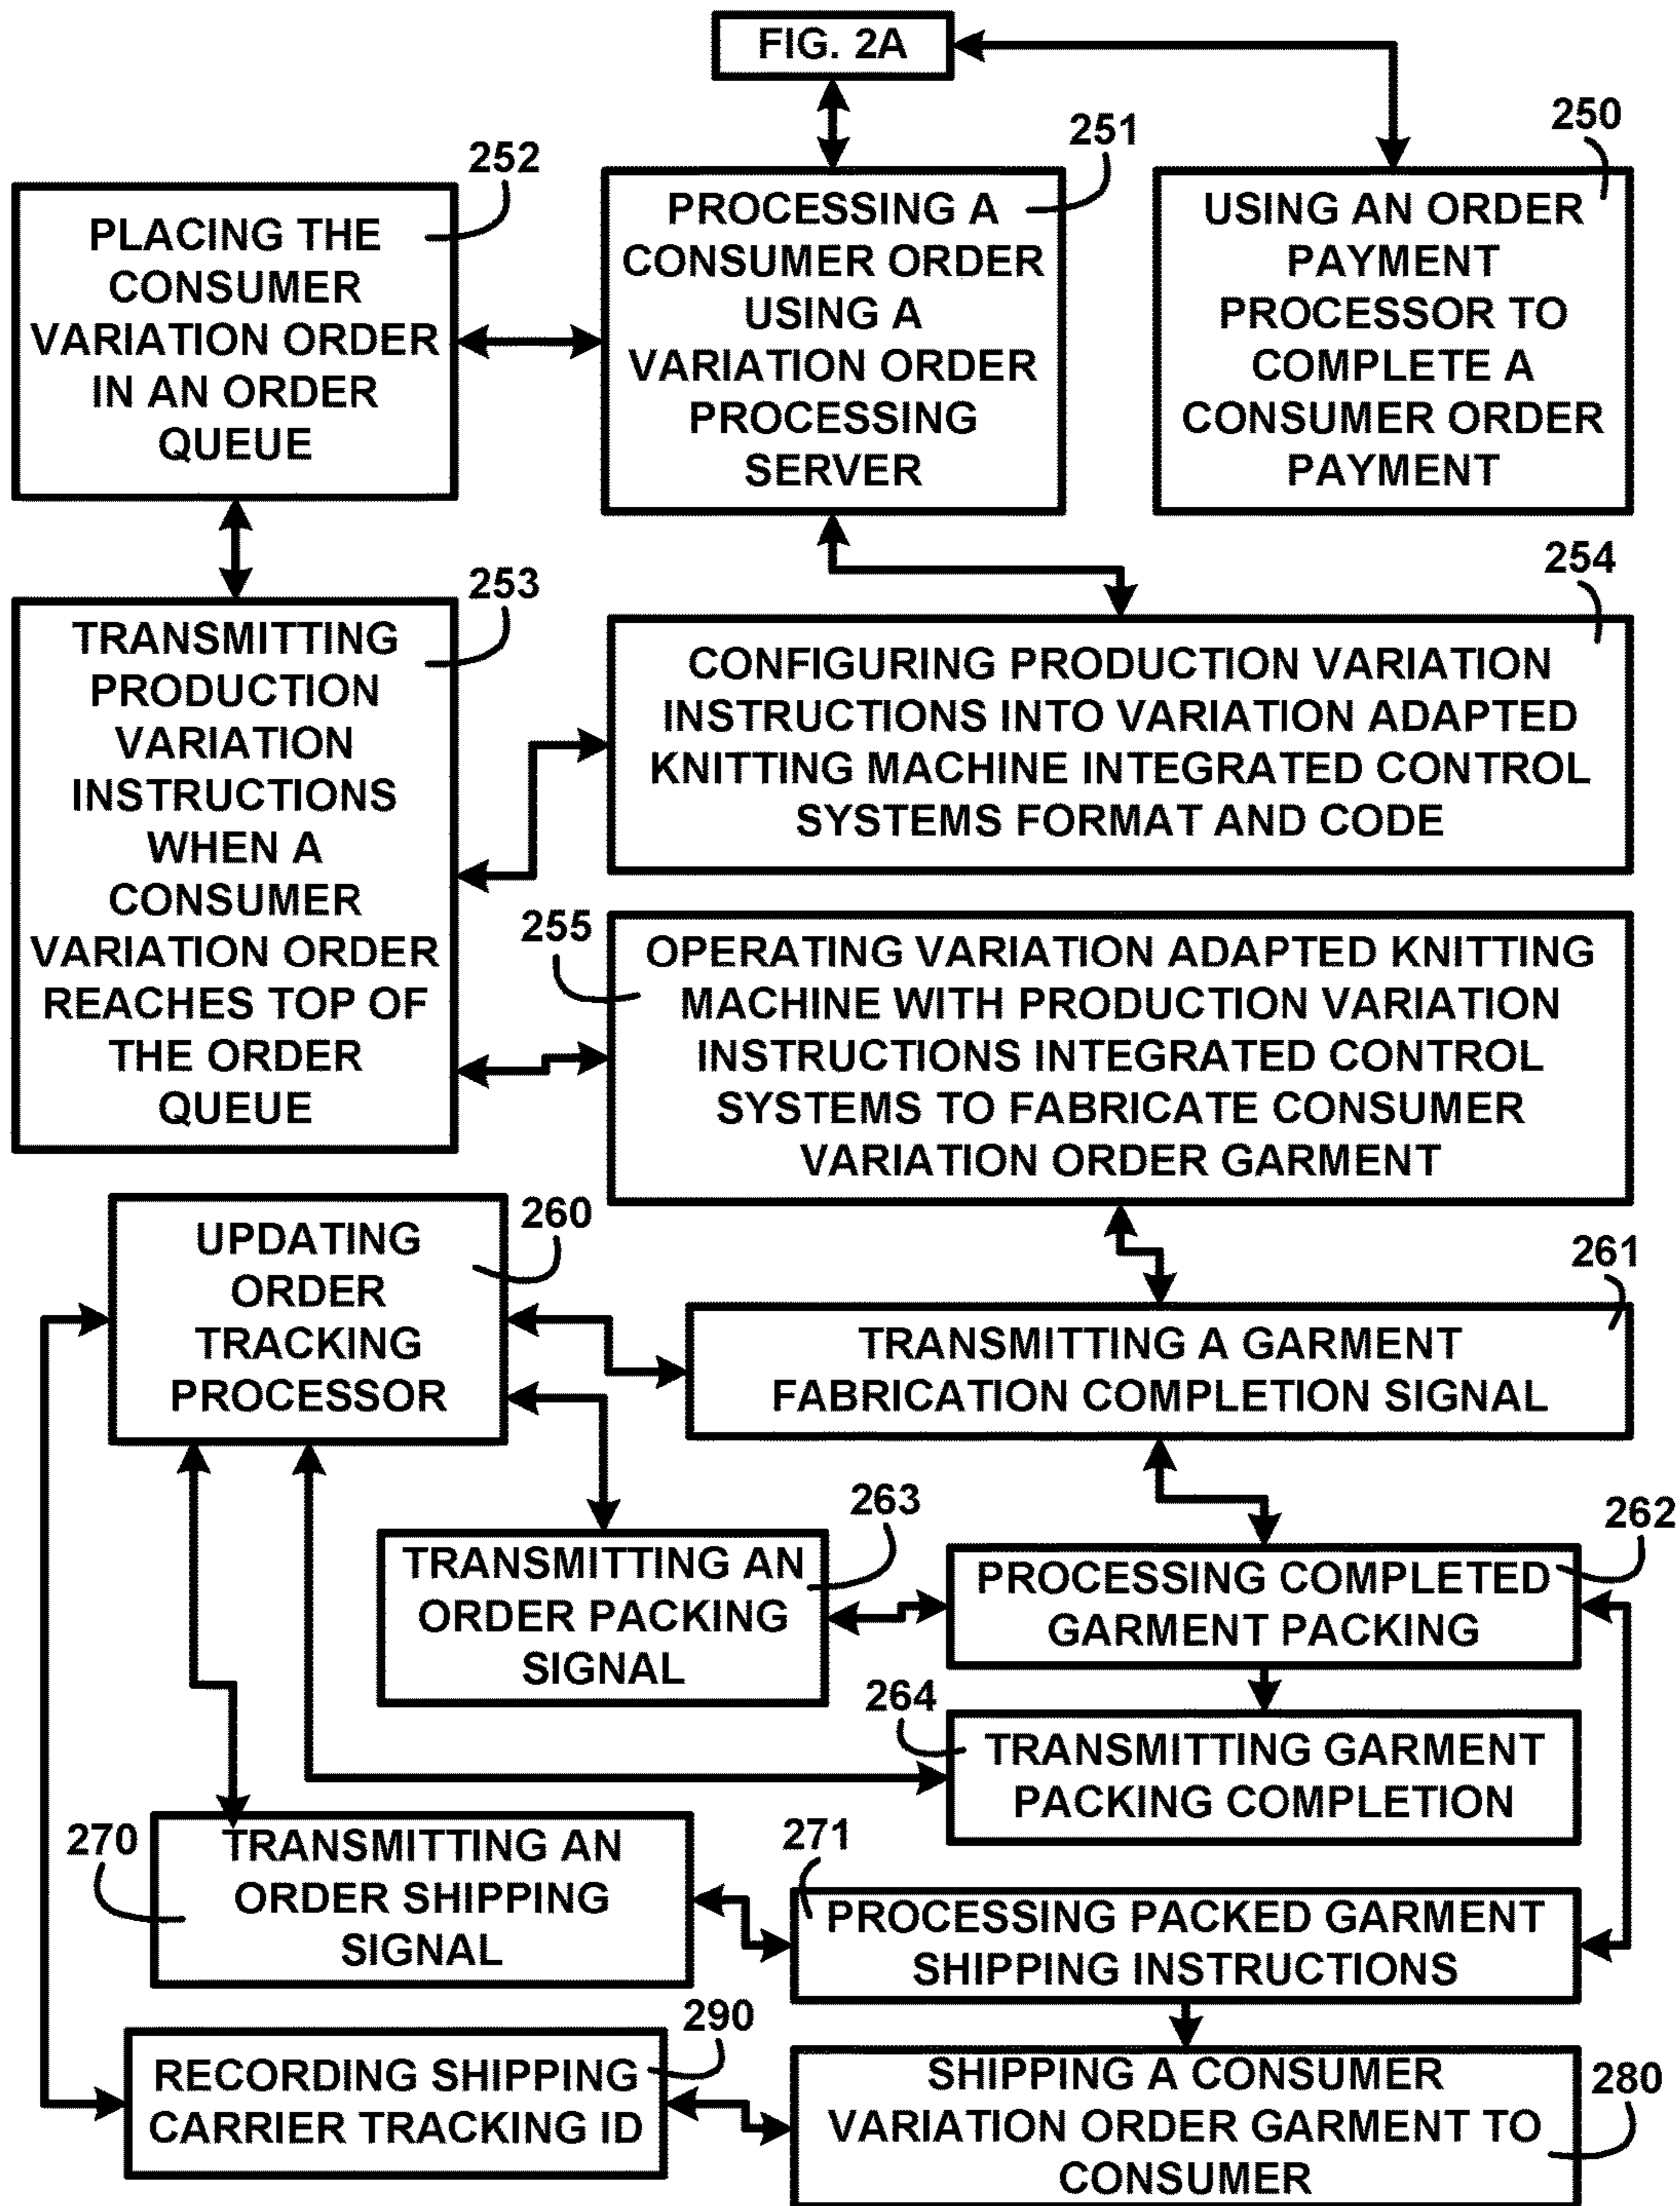 FIG. 2A
250
251
252
PLACING THE
CONSUMER
VARIATION ORDER
IN AN ORDER
QUEUE
PROCESSING A
CONSUMER ORDER
USING A
VARIATION ORDER
PROCESSING
SERVER
USING AN ORDER
PAYMENT
PROCESSOR TO
COMPLETE A
CONSUMER ORDER
PAYMENT
253
TRANSMITTING
PRODUCTION
VARIATION
INSTRUCTIONS
WHEN A
CONSUMER
VARIATION ORDER
REACHES TOP OF
THE ORDER
QUEUE
254
CONFIGURING PRODUCTION VARIATION
INSTRUCTIONS INTO VARIATION ADAPTED
KNITTING MACHINE INTEGRATED CONTROL
SYSTEMS FORMAT AND CODE
255
OPERATING VARIATION ADAPTED KNITTING
MACHINE WITH PRODUCTION VARIATION
INSTRUCTIONS INTEGRATED CONTROL
SYSTEMS TO FABRICATE CONSUMER
VARIATION ORDER GARMENT
260
UPDATING
ORDER
TRACKING
PROCESSOR
261
TRANSMITTING A GARMENT
FABRICATION COMPLETION SIGNAL
263
TRANSMITTING AN
ORDER PACKING
SIGNAL
262
PROCESSING COMPLETED
GARMENT PACKING
264
TRANSMITTING GARMENT
PACKING COMPLETION
270
TRANSMITTING AN
ORDER SHIPPING
SIGNAL
271
PROCESSING PACKED GARMENT
SHIPPING INSTRUCTIONS
290
RECORDING SHIPPING
CARRIER TRACKING ID
280
SHIPPING A CONSUMER
VARIATION ORDER GARMENT TO
CONSUMER